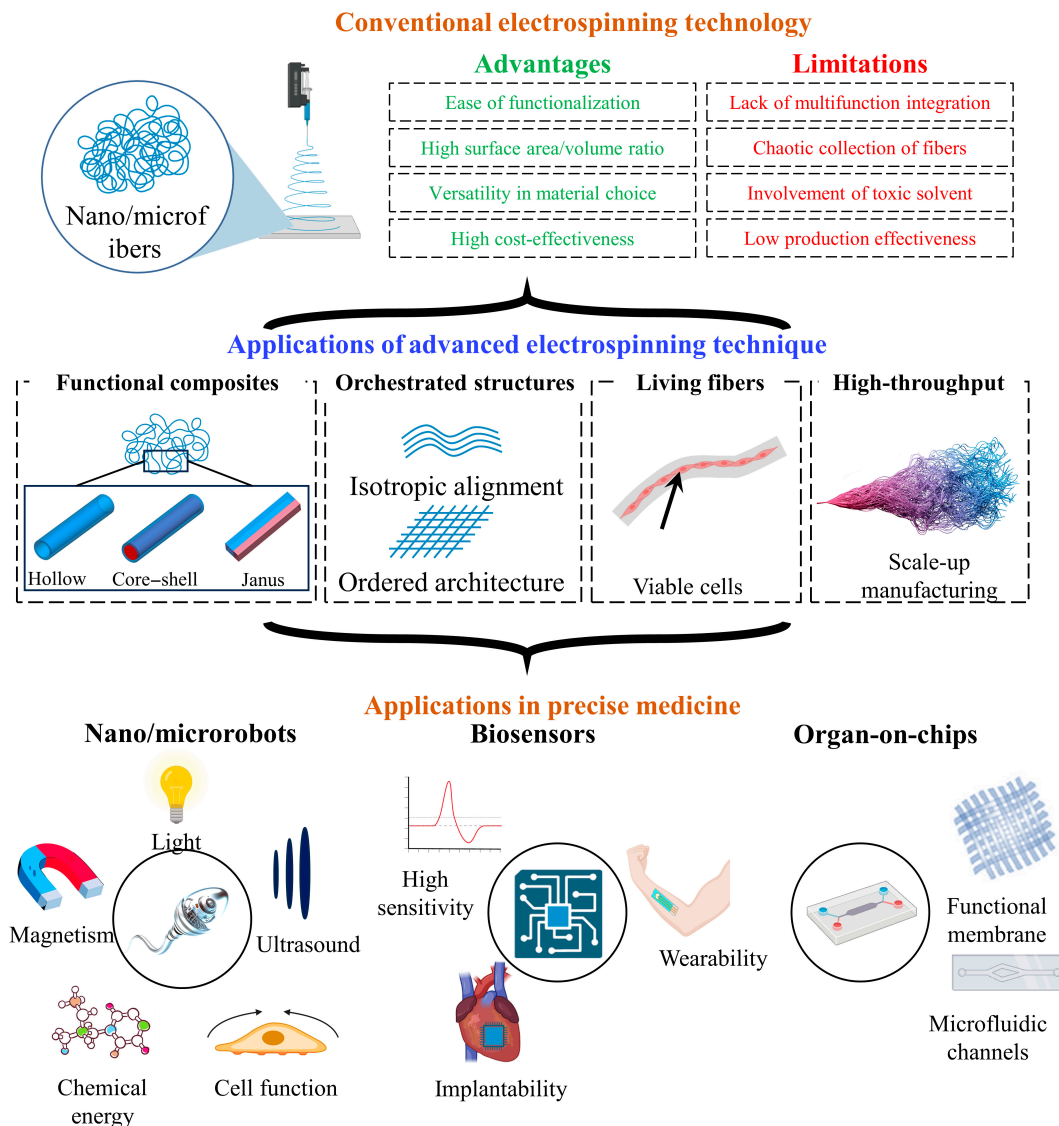 Conventional electrospinning technology
Nano/microf
ibers
Advantages
Ease of functionalization
High surface area/volume ratio
Versatility in material choice
High cost-effectiveness
Limitations
Lack of multifunction integration
Chaotic collection of fibers
Involvement of toxic solvent
Low production effectiveness
Applications of advanced electrospinning technique
Functional composites
Hollow
Core–shell
Janus
Orchestrated structures
Isotropic alignment
Ordered architecture
Living fibers
Viable cells
High-throughput
Scale-up
manufacturing
Applications in precise medicine
Nano/microrobots
Light
Magnetism
Ultrasound
Chemical
energy
Cell function
Biosensors
High
sensitivity
Wearability
Implantability
Organ-on-chips
Functional
membrane
Microfluidic
channels